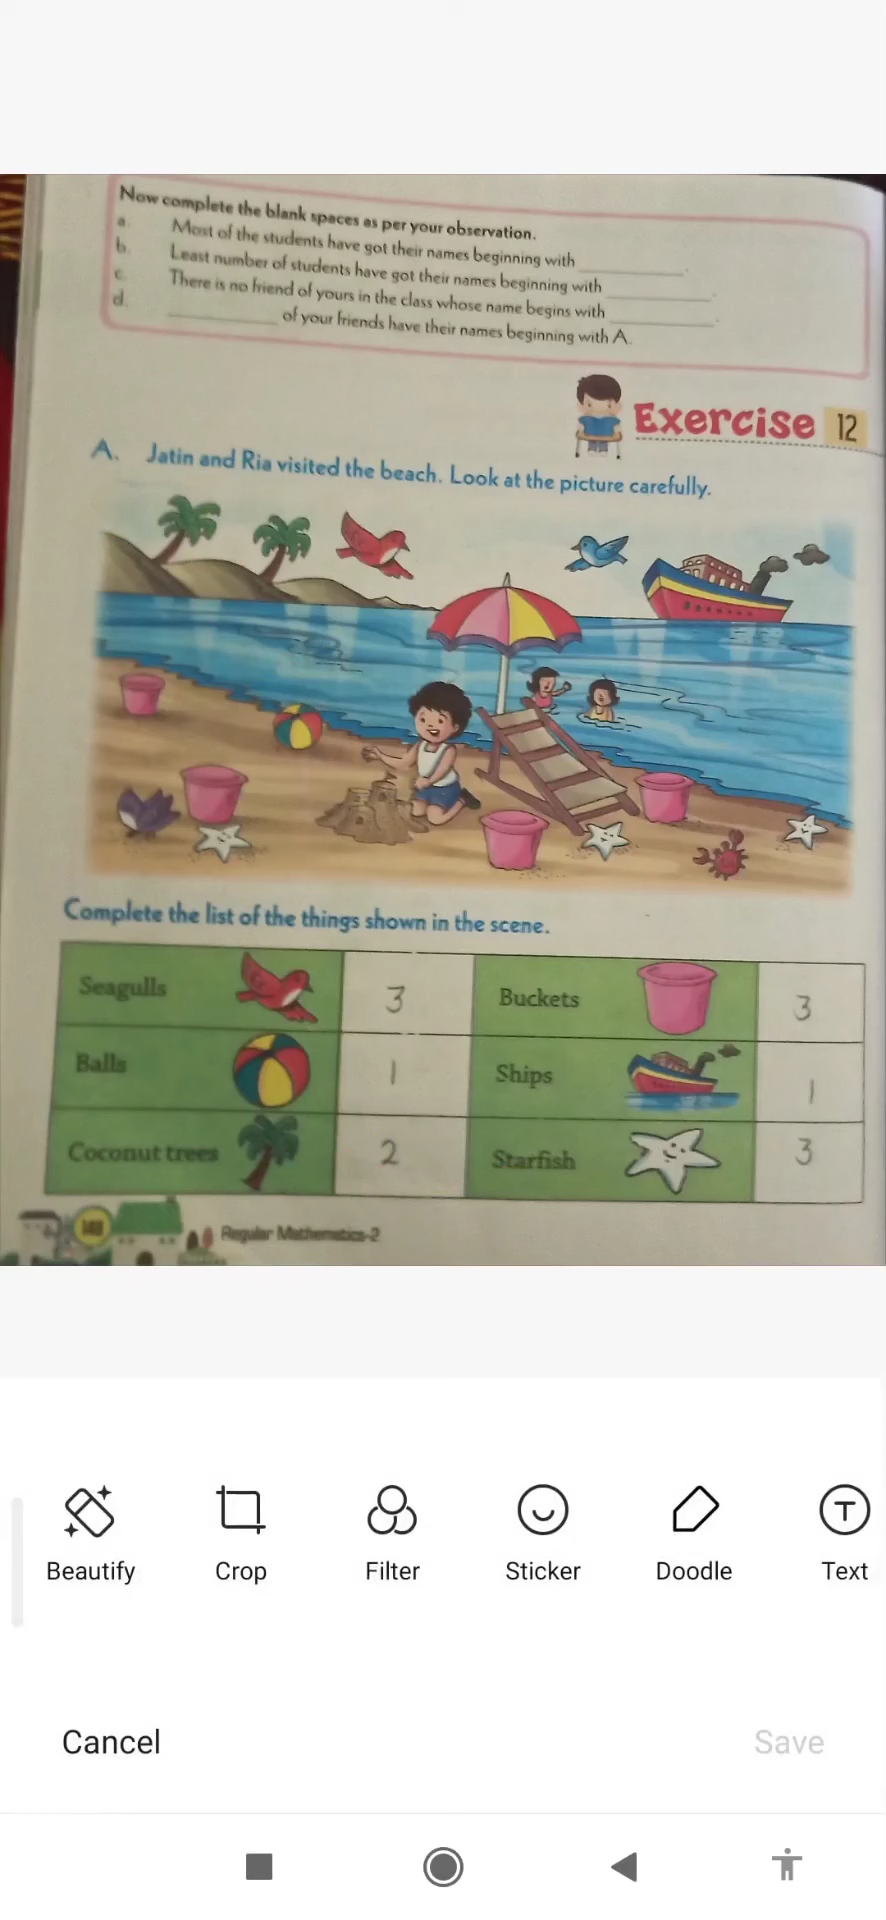 Now complete the blank spaces as per your observation.
a. Most of the students have got their names beginning with __________.
b. Least number of students have got their names beginning with __________.
c. There is no friend of yours in the class whose name begins with __________.
d. __________ of your friends have their names beginning with A.
Exercise 12
A. Jatin and Ria visited the beach. Look at the picture carefully.
Complete the list of the things shown in the scene.
Seagulls 3 Buckets 3
Balls 1 Ships 1
Coconut trees 2 Starfish 3
148 Regular Mathematics-2
Beautify Crop Filter Sticker Doodle Text
Cancel Save